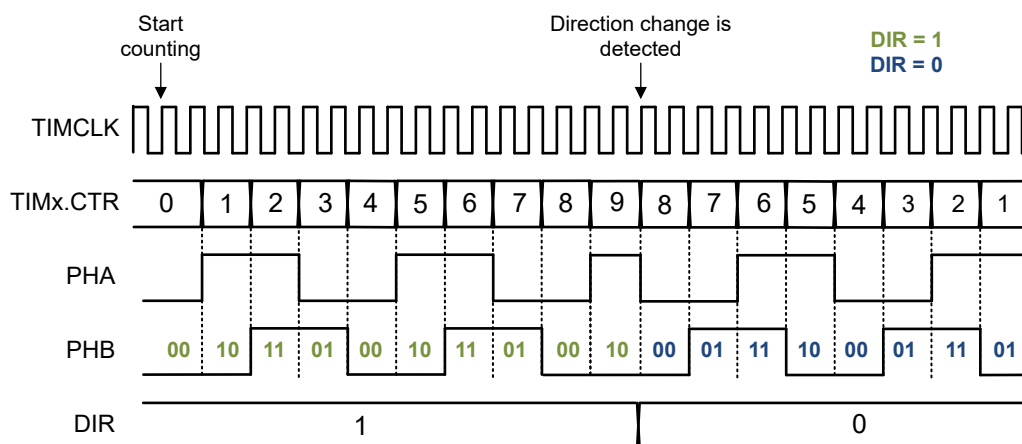 Start
counting
Direction change is
detected
DIR = 1
DIR = 0
TIMCLK
TIMx.CTR 0 1 2 3 4 5 6 7 8 9 8 7 6 5 4 3 2 1
PHA
PHB 00 10 11 01 00 10 11 01 00 10 00 01 11 10 00 01 11 01
DIR 1 0